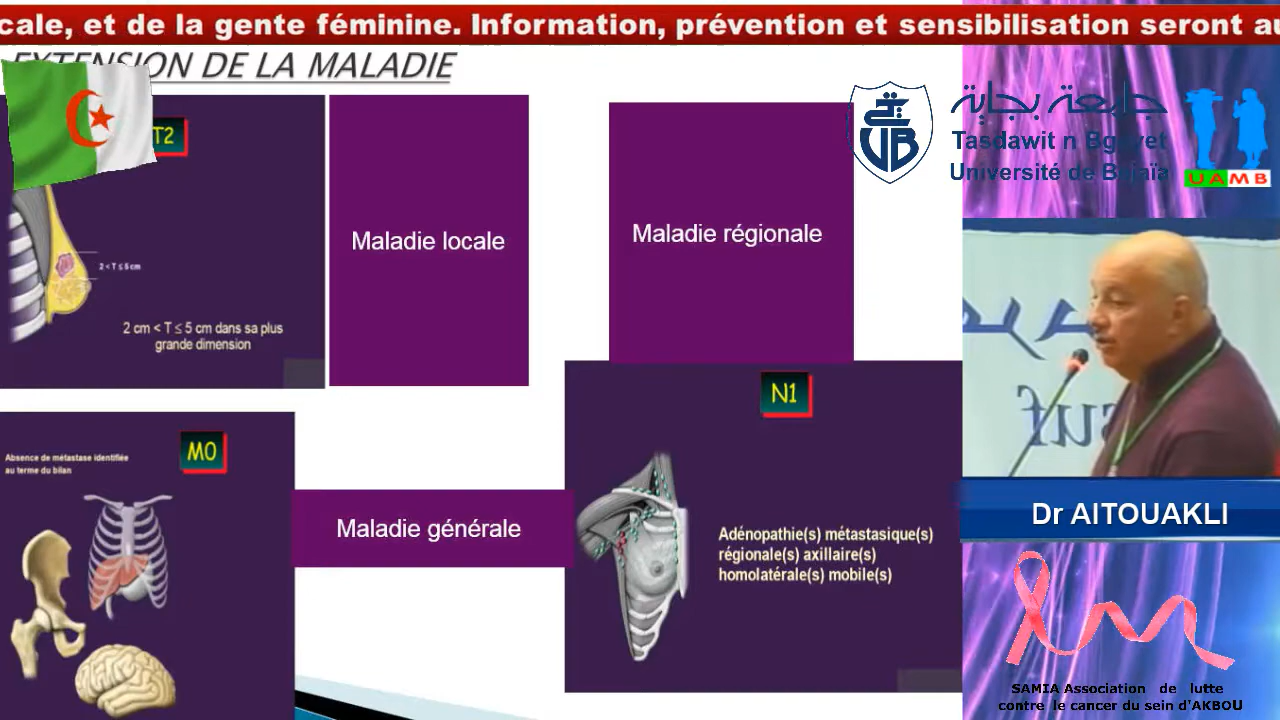 cale, et de la gente féminine. Information, prévention et sensibilisation seront au
EXTENSION DE LA MALADIE
T2
2 < T ≤ 5 cm
2 cm < T ≤ 5 cm dans sa plus
grande dimension
Maladie locale
Maladie régionale
جامعة بجاية
Tasdawit n Bgayet
Université de Béjaïa
UAMB
M0
Absence de métastase identifiée
au terme du bilan
Maladie générale
N1
Adénopathie(s) métastasique(s)
régionale(s) axillaire(s)
homolatérale(s) mobile(s)
Dr AITOUAKLI
SAMIA Association de lutte
contre le cancer du sein d'AKBOU